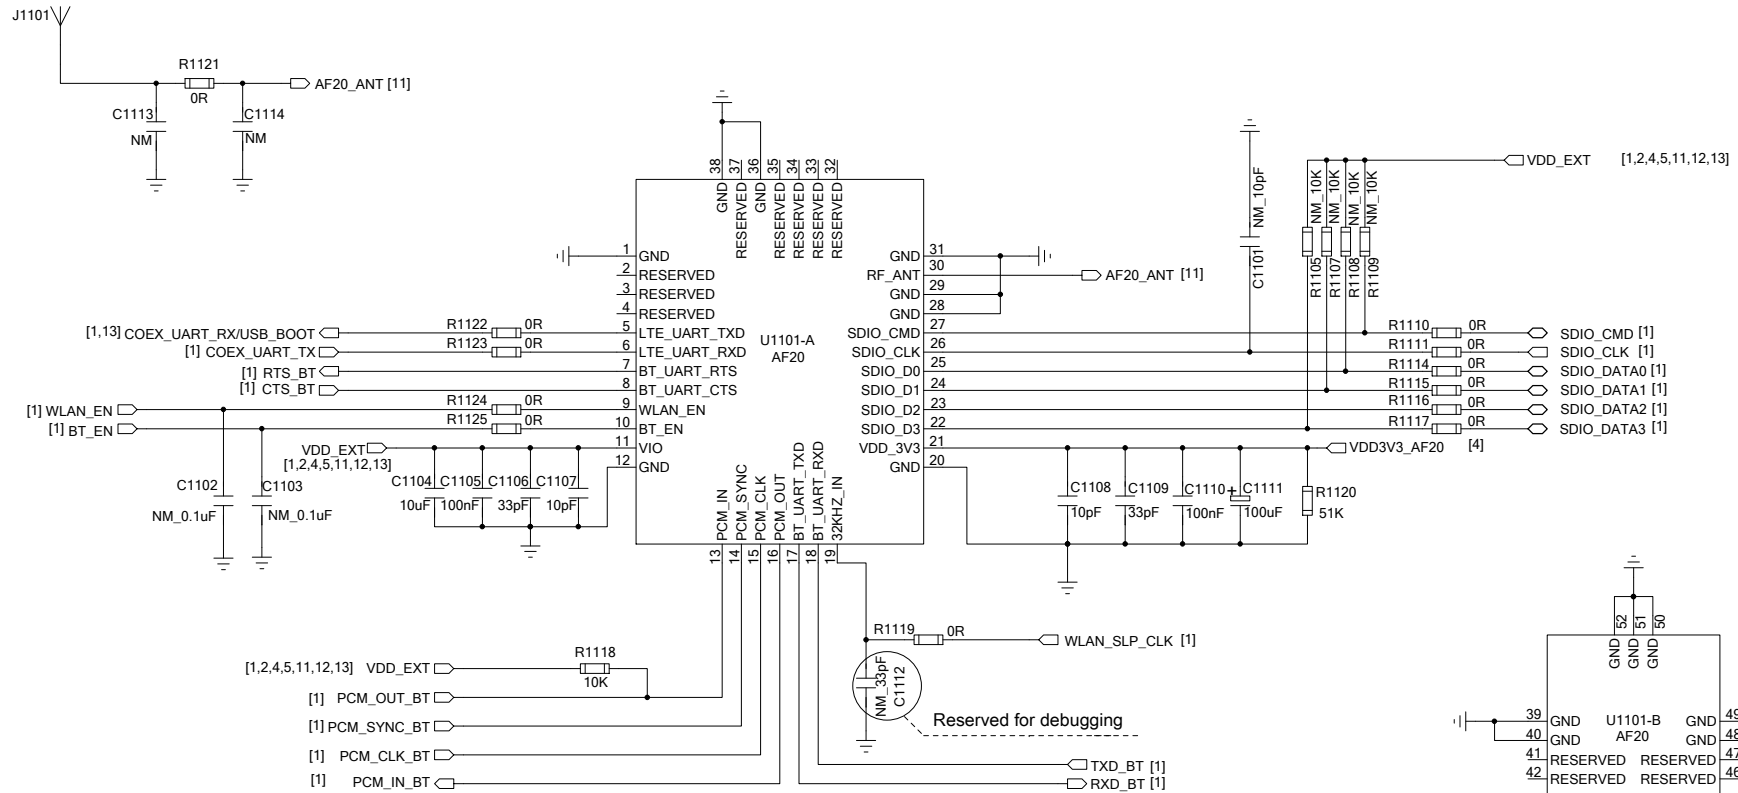 J1101
R1121
0R
AF20_ANT [11]
C1113
NM
C1114
NM
38
37
36
35
34
33
32
GND
RESERVED
GND
RESERVED
RESERVED
RESERVED
RESERVED
NM_10pF
C1101
VDD_EXT [1,2,4,5,11,12,13]
NM_10K
NM_10K
NM_10K
NM_10K
R1105
R1107
R1108
R1109
1 GND
2 RESERVED
3 RESERVED
4 RESERVED
[1,13] COEX_UART_RX/USB_BOOT R1122 0R 5 LTE_UART_TXD
[1] COEX_UART_TX R1123 0R 6 LTE_UART_RXD
[1] RTS_BT 7 BT_UART_RTS
[1] CTS_BT 8 BT_UART_CTS
[1] WLAN_EN R1124 0R 9 WLAN_EN
[1] BT_EN R1125 0R 10 BT_EN
VDD_EXT 11 VIO
[1,2,4,5,11,12,13]
12 GND
U1101-A
AF20
GND 31
RF_ANT 30 AF20_ANT [11]
GND 29
GND 28
SDIO_CMD 27 R1110 0R SDIO_CMD [1]
SDIO_CLK 26 R1111 0R SDIO_CLK [1]
SDIO_D0 25 R1114 0R SDIO_DATA0 [1]
SDIO_D1 24 R1115 0R SDIO_DATA1 [1]
SDIO_D2 23 R1116 0R SDIO_DATA2 [1]
SDIO_D3 22 R1117 0R SDIO_DATA3 [1]
VDD_3V3 21 VDD3V3_AF20 [4]
GND 20
C1102
NM_0.1uF
C1103
NM_0.1uF
C1104
10uF
C1105
100nF
C1106
33pF
C1107
10pF
PCM_IN
PCM_SYNC
PCM_CLK
PCM_OUT
BT_UART_TXD
BT_UART_RXD
32KHZ_IN
13
14
15
16
17
18
19
C1108
10pF
C1109
33pF
C1110
100nF
+
C1111
100uF
R1120
51K
R1119 0R WLAN_SLP_CLK [1]
NM_33pF
C1112
Reserved for debugging
[1,2,4,5,11,12,13] VDD_EXT R1118
10K
[1] PCM_OUT_BT
[1] PCM_SYNC_BT
[1] PCM_CLK_BT
[1] PCM_IN_BT
TXD_BT [1]
RXD_BT [1]
52
51
50
GND
GND
GND
39 GND
40 GND
41 RESERVED
42 RESERVED
U1101-B
AF20
GND 49
GND 48
RESERVED 47
RESERVED 46